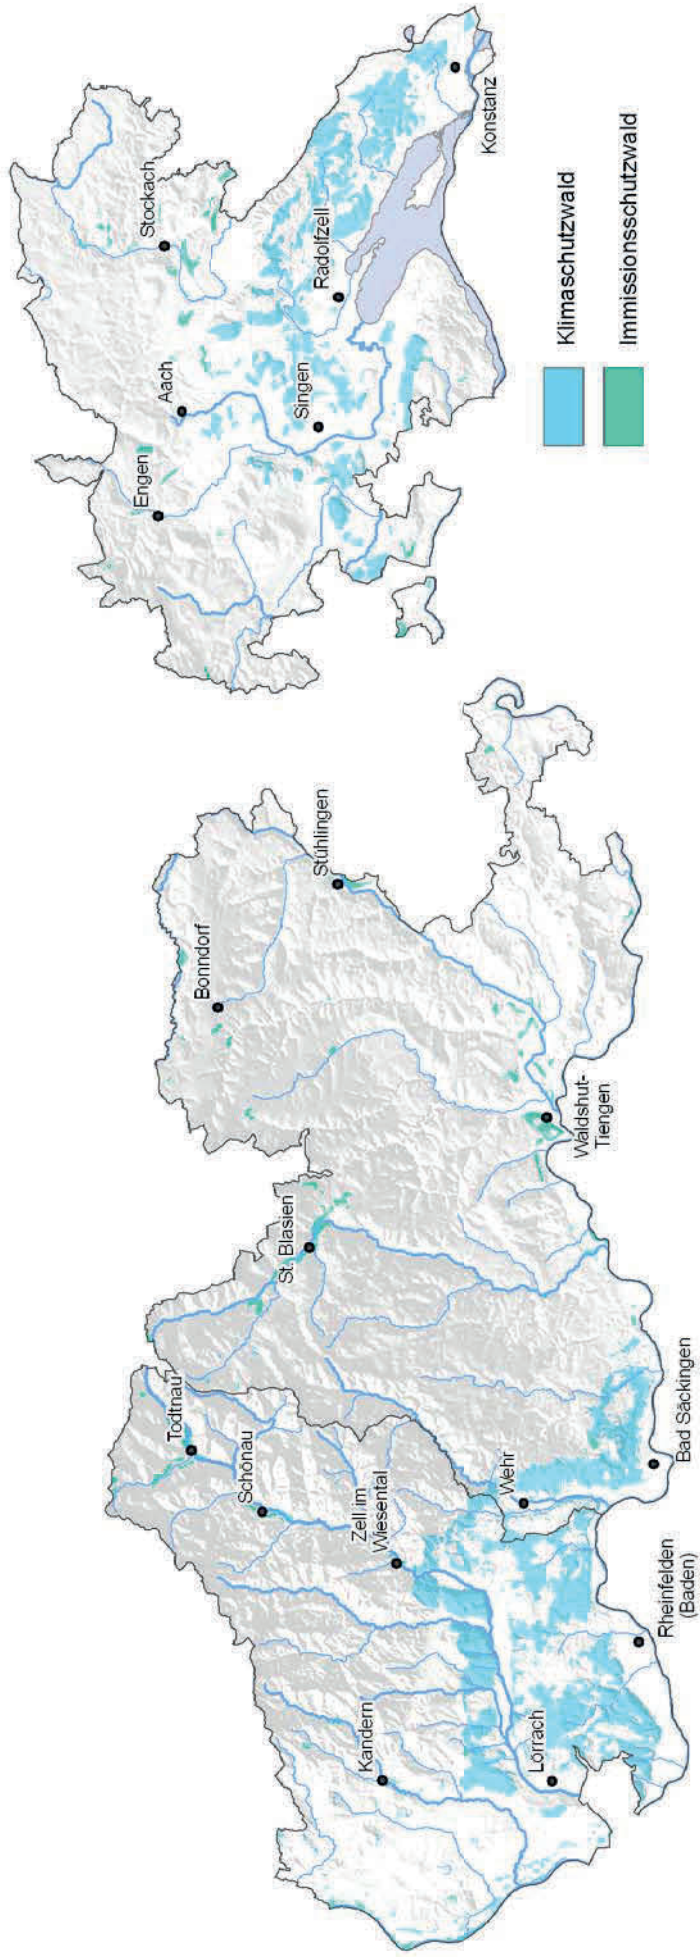 Kandern
Lörrach
Rheinfelden
(Baden)
Zell im
Wiesental
Schönau
Todtnau
Wehr
Bad Säckingen
St. Blasien
Waldshut-
Tiengen
Bonndorf
Stühlingen
Engen
Aach
Singen
Stockach
Radolfzell
Konstanz
Klimaschutzwald
Immissionsschutzwald